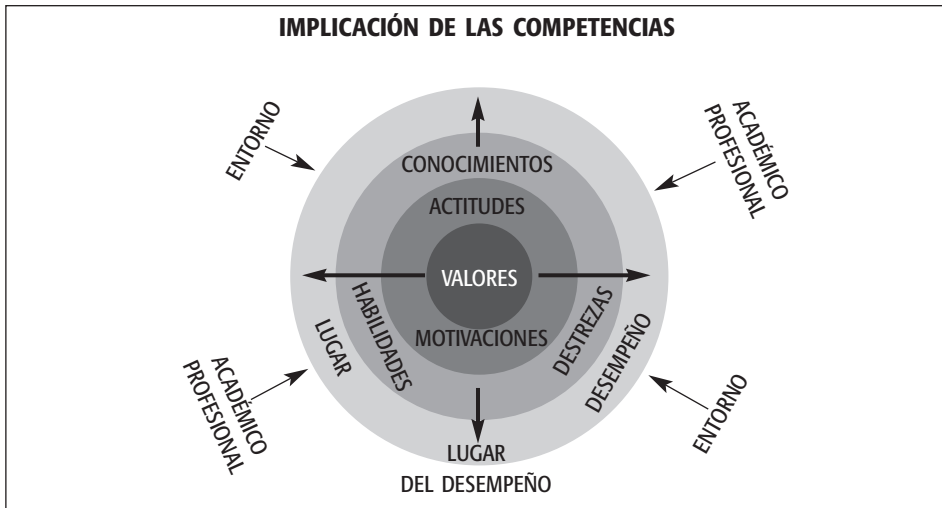 IMPLICACIÓN DE LAS COMPETENCIAS
ENTORNO
ACADÉMICO
PROFESIONAL
CONOCIMIENTOS
ACTITUDES
VALORES
MOTIVACIONES
HABILIDADES
DESTREZAS
LUGAR
DESEMPEÑO
ACADÉMICO
PROFESIONAL
ENTORNO
LUGAR
DEL DESEMPEÑO